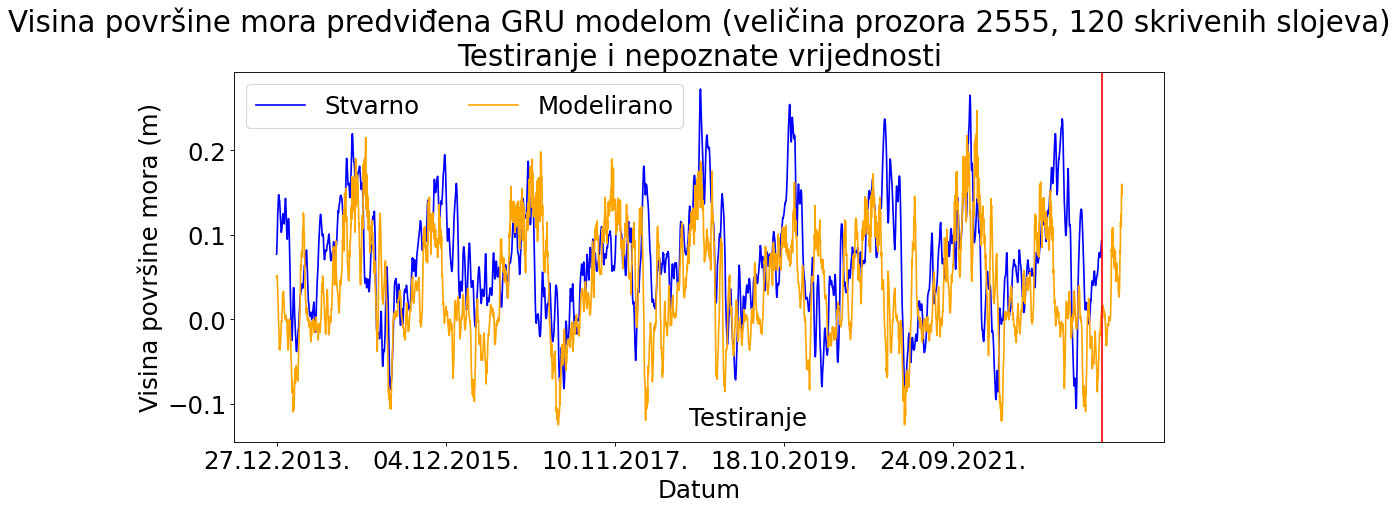 Visina površine mora predviđena GRU modelom (veličina prozora 2555, 120 skrivenih slojeva)
Testiranje i nepoznate vrijednosti
Stvarno
Modelirano
Visina površine mora (m)
0.2
0.1
0.0
−0.1
Testiranje
27.12.2013.
04.12.2015.
10.11.2017.
18.10.2019.
24.09.2021.
Datum